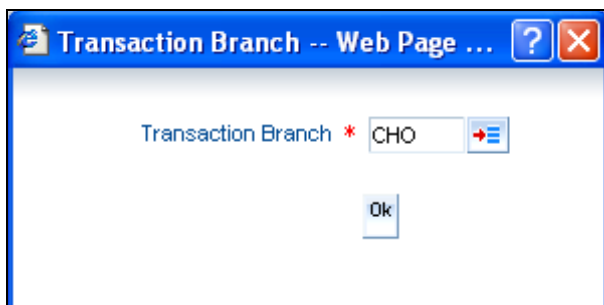 Transaction Branch -- Web Page ...
Transaction Branch * CHO
Ok